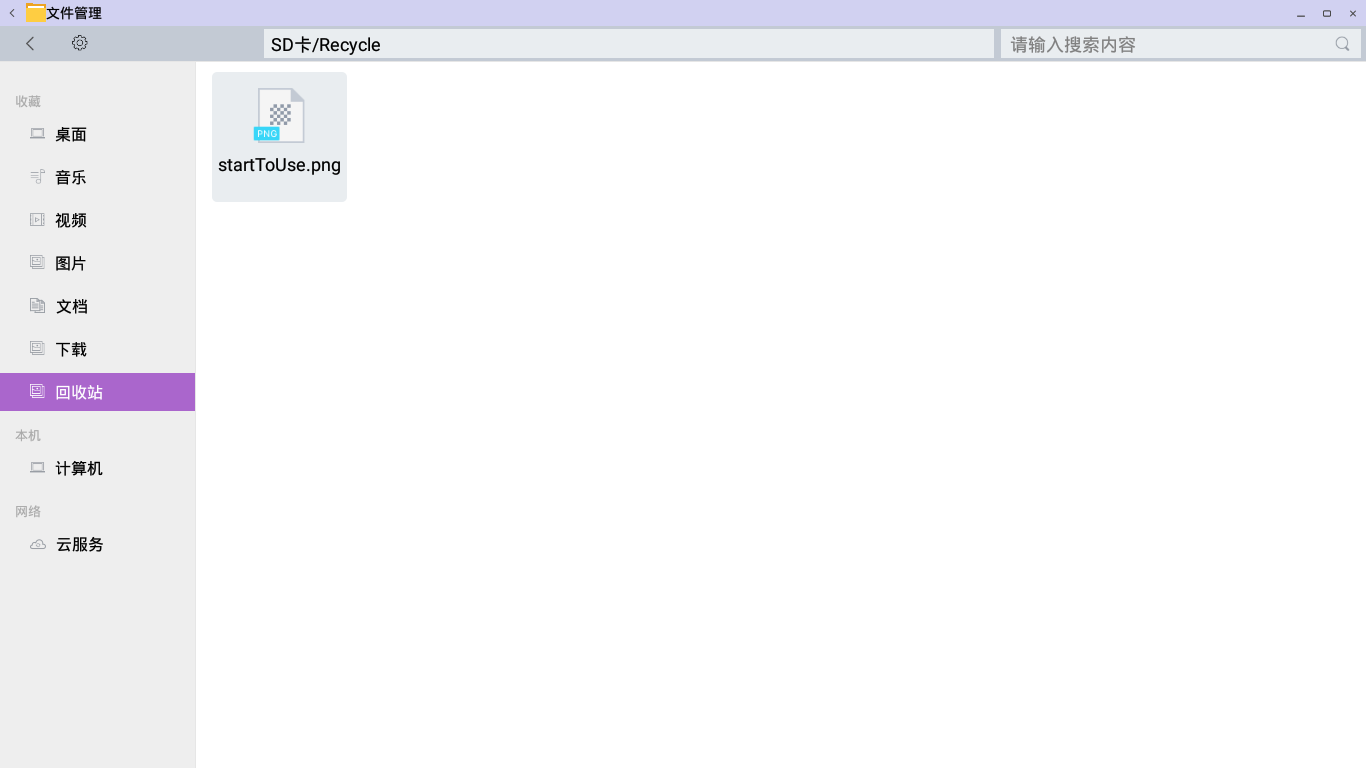 文件管理
SD卡/Recycle
请输入搜索内容
收藏
桌面
音乐
视频
图片
文档
下载
回收站
本机
计算机
网络
云服务
PNG
startToUse.png